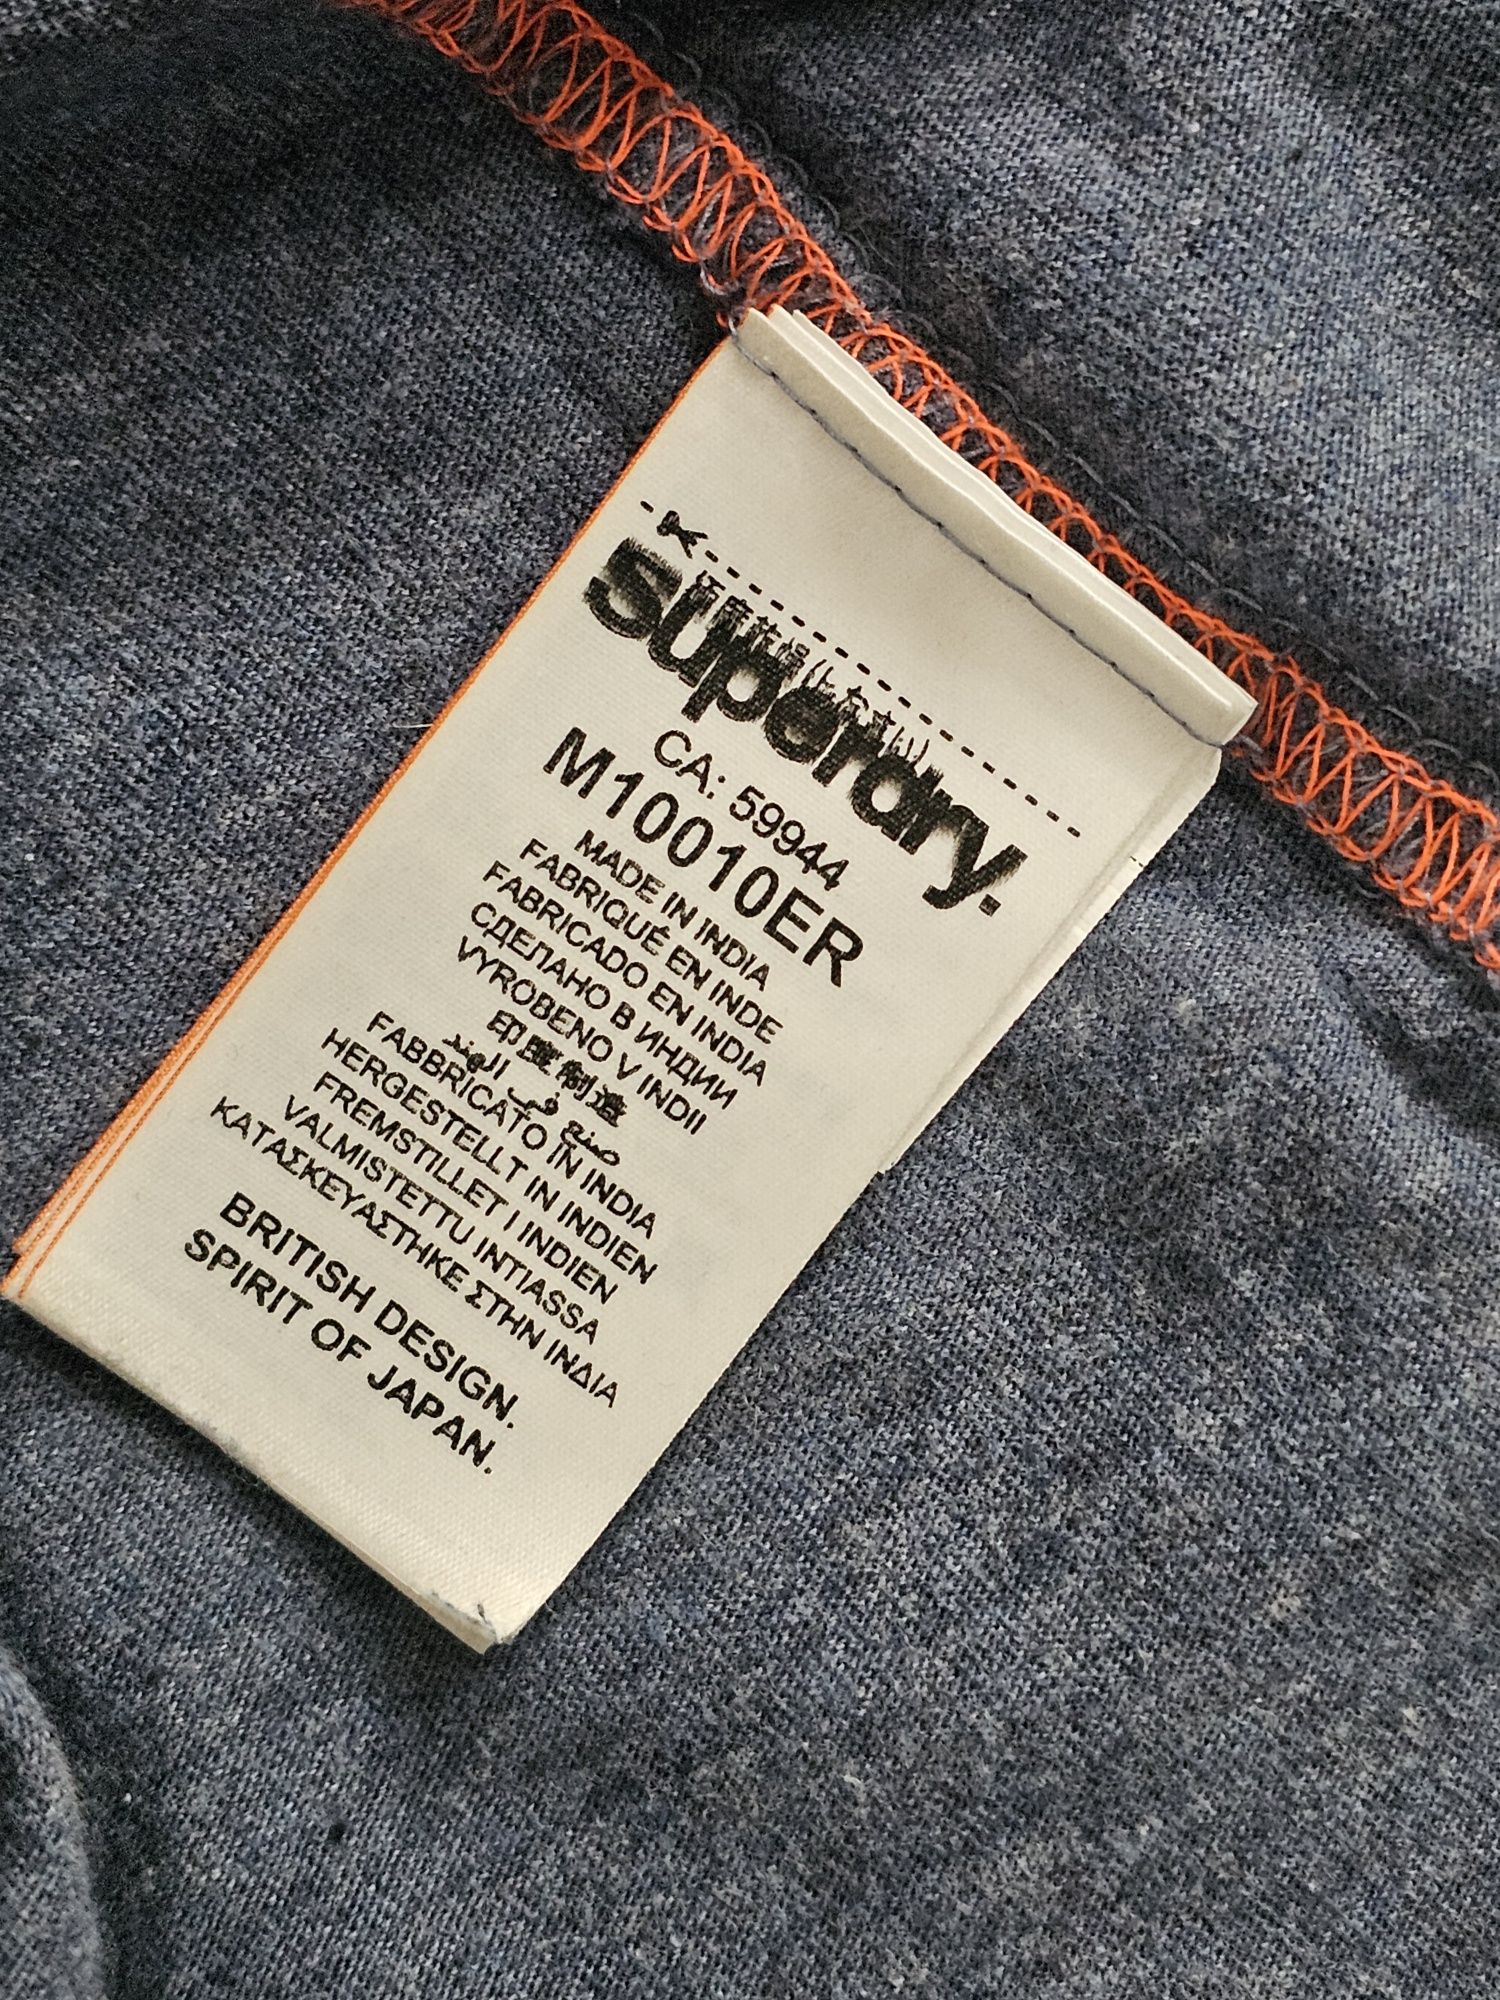 superdry.
CA: 59944
M10010ER
MADE IN INDIA
FABRIQUÉ EN INDE
FABRICADO EN INDIA
СДЕЛАНО В ИНДИИ
VYROBENO V INDII
印度制造
صنع في الهند
FABBRICATO IN INDIA
HERGESTELLT IN INDIEN
FREMSTILLET I INDIEN
VALMISTETTU INTIASSA
ΚΑΤΑΣΚΕΥΑΣΤΗΚΕ ΣΤΗΝ ΙΝΔΙΑ
BRITISH DESIGN.
SPIRIT OF JAPAN.